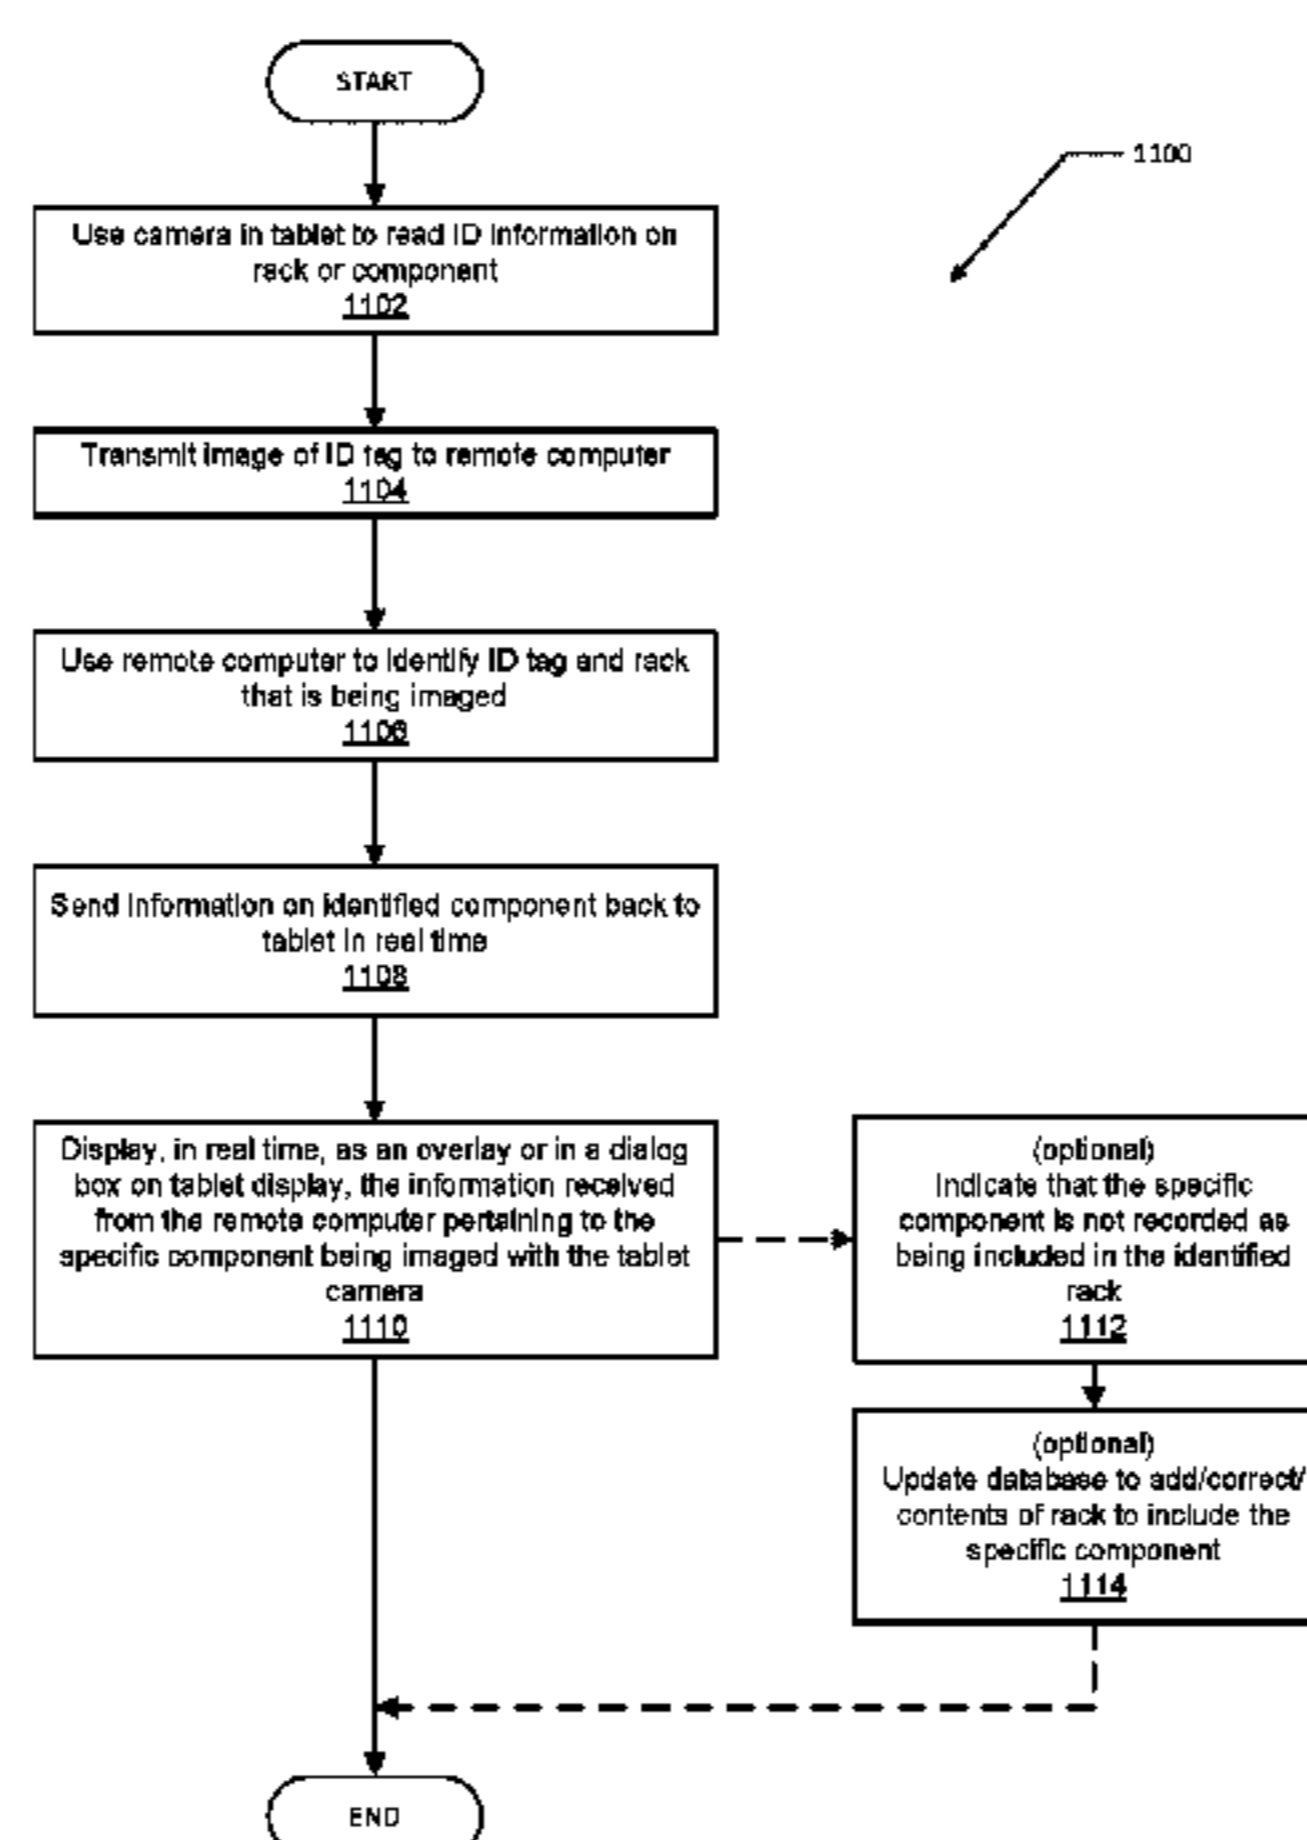 START
1100
Use camera in tablet to read ID information on
rack or component
1102
Transmit image of ID tag to remote computer
1104
Use remote computer to identify ID tag and rack
that is being imaged
1106
Send information on identified component back to
tablet in real time
1108
Display, in real time, as an overlay or in a dialog
box on tablet display, the information received
from the remote computer pertaining to the
specific component being imaged with the tablet
camera
1110
(optional)
Indicate that the specific
component is not recorded as
being included in the identified
rack
1112
(optional)
Update database to add/correct/
contents of rack to include the
specific component
1114
END